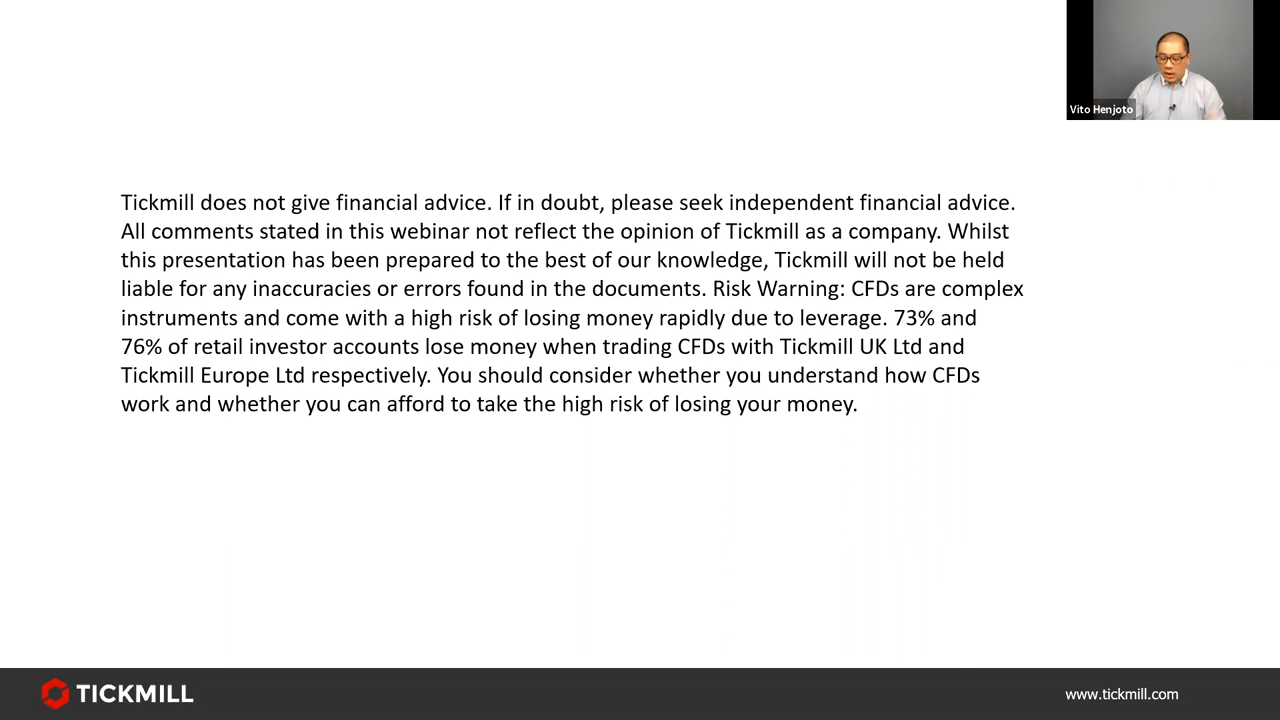 Vito Henjoto
Tickmill does not give financial advice. If in doubt, please seek independent financial advice.
All comments stated in this webinar not reflect the opinion of Tickmill as a company. Whilst
this presentation has been prepared to the best of our knowledge, Tickmill will not be held
liable for any inaccuracies or errors found in the documents. Risk Warning: CFDs are complex
instruments and come with a high risk of losing money rapidly due to leverage. 73% and
76% of retail investor accounts lose money when trading CFDs with Tickmill UK Ltd and
Tickmill Europe Ltd respectively. You should consider whether you understand how CFDs
work and whether you can afford to take the high risk of losing your money.
TICKMILL
www.tickmill.com